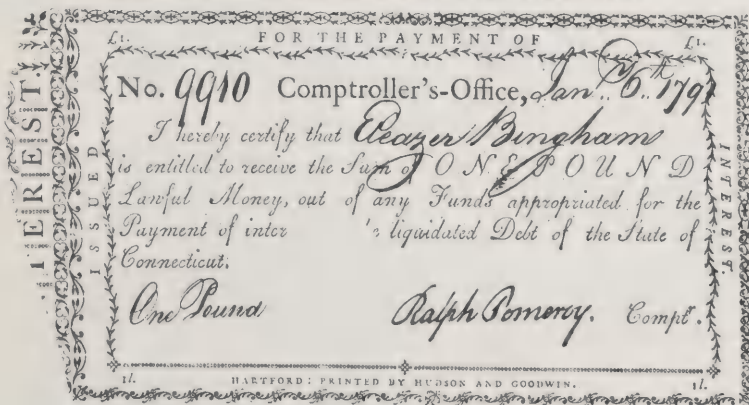 £1. FOR THE PAYMENT OF £1.
No. 9910 Comptroller's-Office, Jan. 6th 179
I hereby certify that Eleazer Bingham
is entitled to receive the Sum of ONE POUND
Lawful Money, out of any Funds appropriated for the
Payment of inter 's liquidated Debt of the State of
Connecticut.
One Pound Ralph Pomeroy. Comptr.
1l. HARTFORD: PRINTED BY HUDSON AND GOODWIN. 1l.
ISSUED
INTEREST.
TEREST.